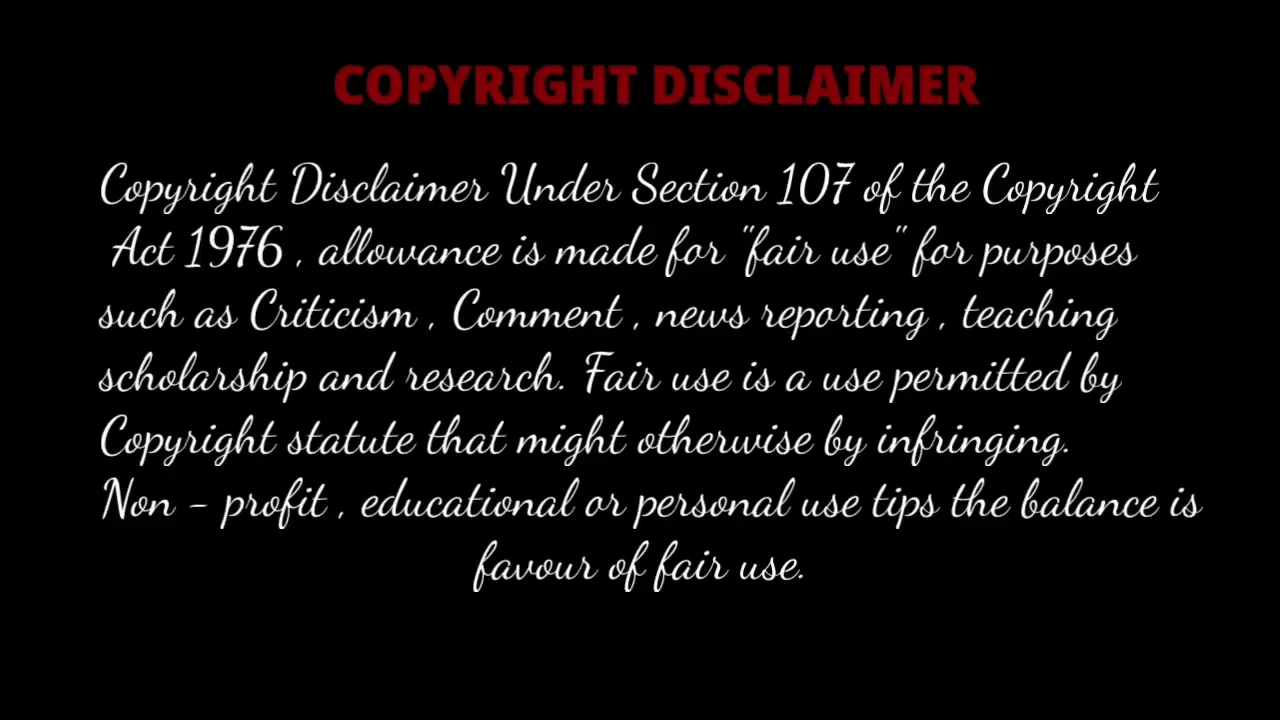 COPYRIGHT DISCLAIMER
Copyright Disclaimer Under Section 107 of the Copyright
Act 1976 , allowance is made for "fair use" for purposes
such as Criticism , Comment , news reporting , teaching
scholarship and research. Fair use is a use permitted by
Copyright statute that might otherwise by infringing.
Non - profit , educational or personal use tips the balance is
favour of fair use.